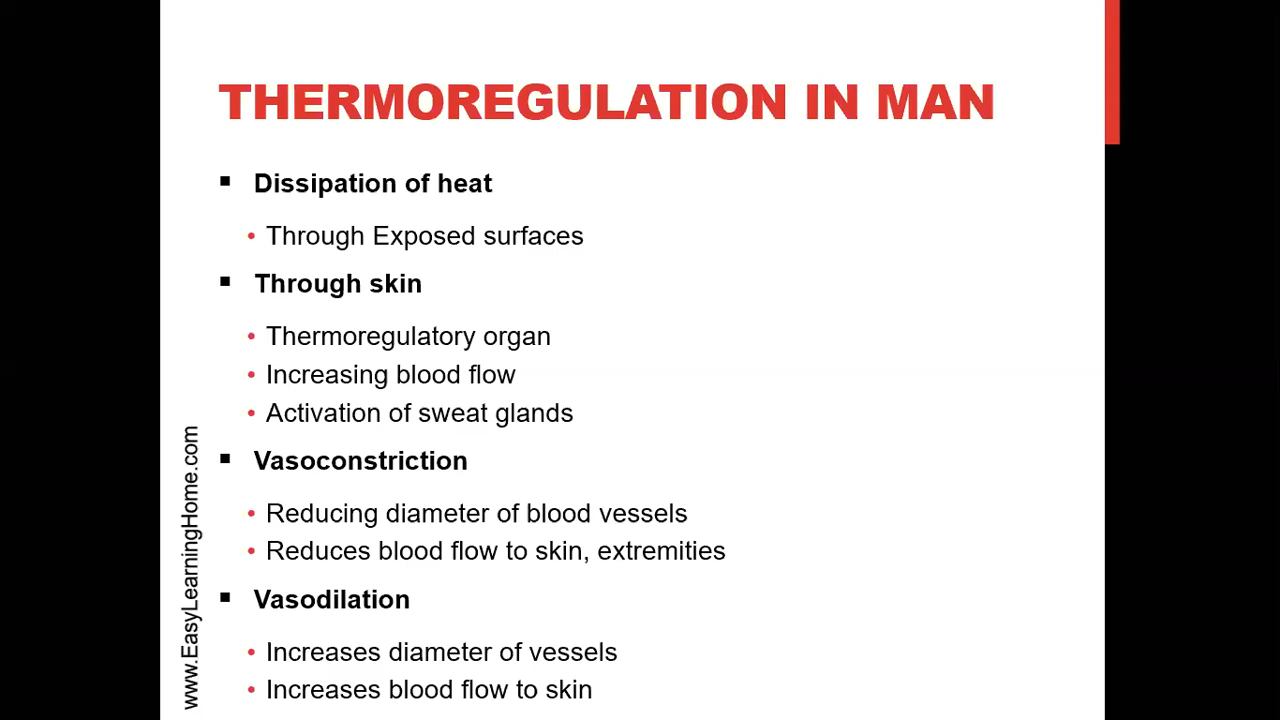 THERMOREGULATION IN MAN
▪ Dissipation of heat
• Through Exposed surfaces
▪ Through skin
• Thermoregulatory organ
• Increasing blood flow
• Activation of sweat glands
▪ Vasoconstriction
• Reducing diameter of blood vessels
• Reduces blood flow to skin, extremities
▪ Vasodilation
• Increases diameter of vessels
• Increases blood flow to skin
www.EasyLearningHome.com